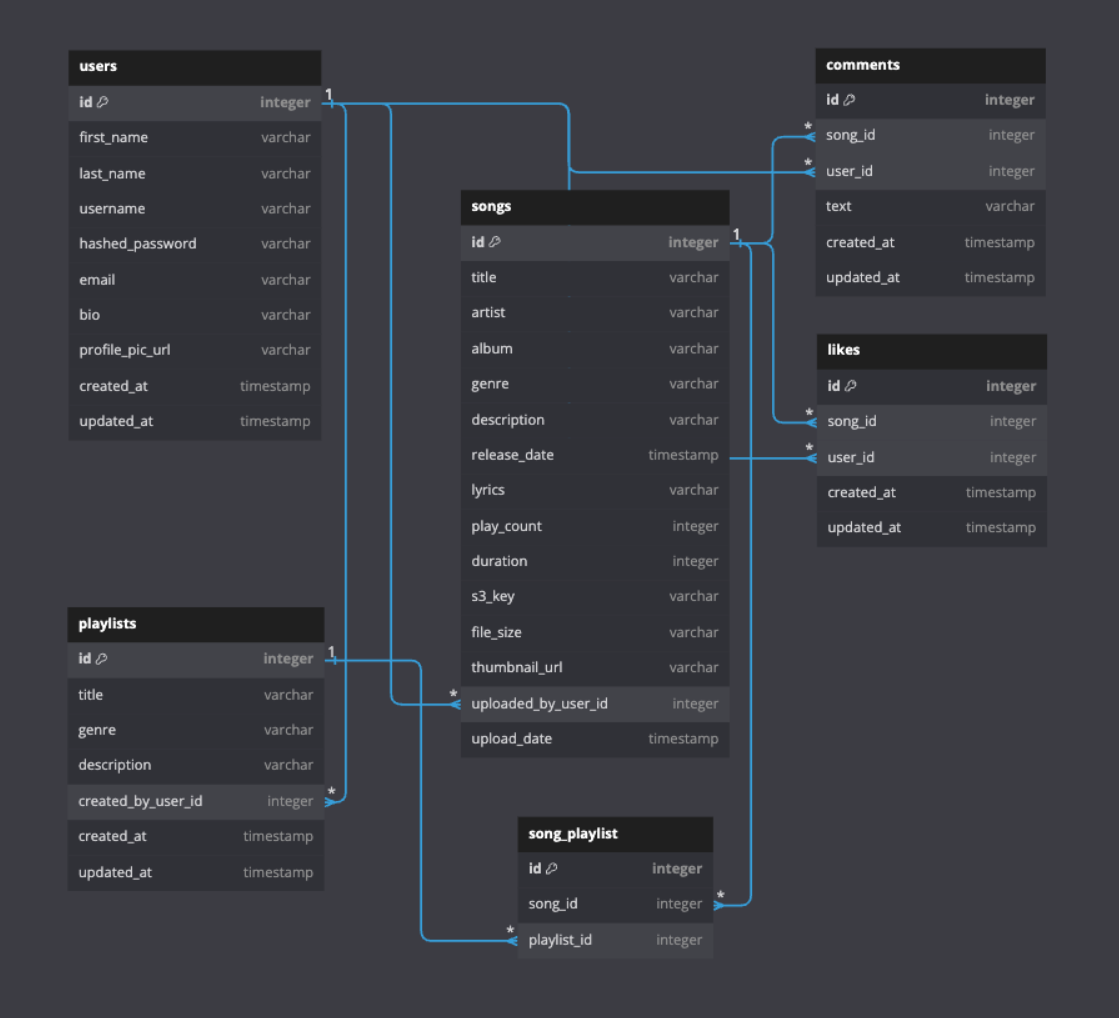 users
id integer
first_name varchar
last_name varchar
username varchar
hashed_password varchar
email varchar
bio varchar
profile_pic_url varchar
created_at timestamp
updated_at timestamp
1
songs
id integer
title varchar
artist varchar
album varchar
genre varchar
description varchar
release_date timestamp
lyrics varchar
play_count integer
duration integer
s3_key varchar
file_size varchar
thumbnail_url varchar
* uploaded_by_user_id integer
upload_date timestamp
1
comments
id integer
* song_id integer
* user_id integer
text varchar
created_at timestamp
updated_at timestamp
likes
id integer
* song_id integer
* user_id integer
created_at timestamp
updated_at timestamp
playlists
id integer 1
title varchar
genre varchar
description varchar
created_by_user_id integer *
created_at timestamp
updated_at timestamp
song_playlist
id integer
song_id integer *
* playlist_id integer